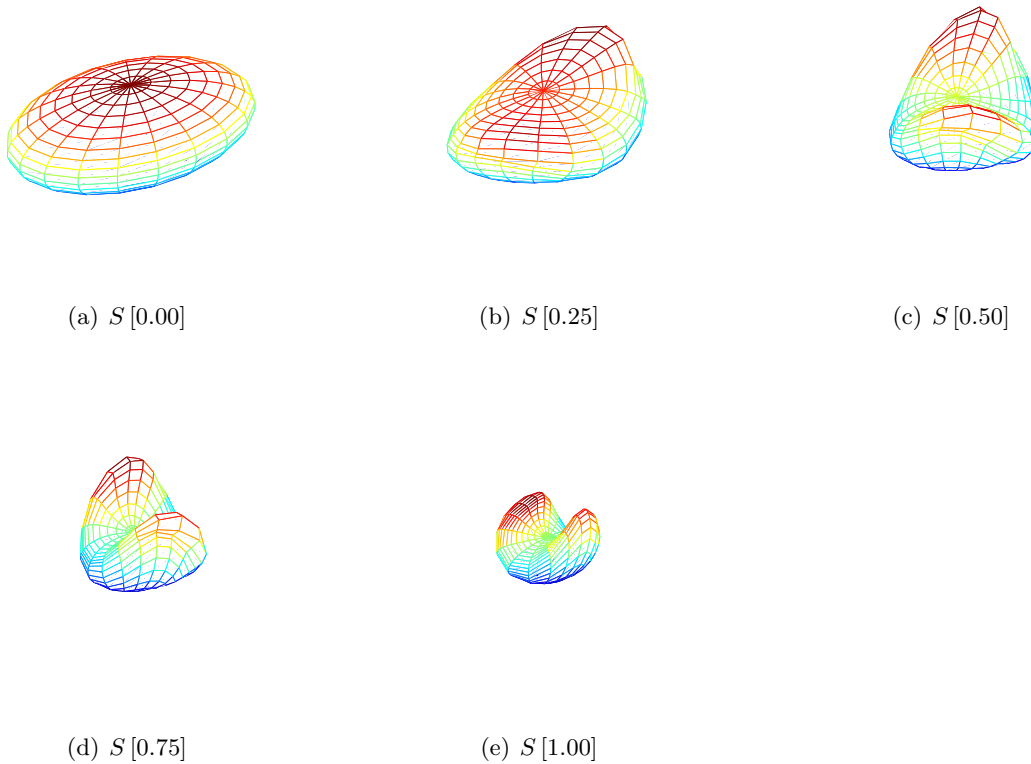 (a) S [0.00]
(b) S [0.25]
(c) S [0.50]
(d) S [0.75]
(e) S [1.00]